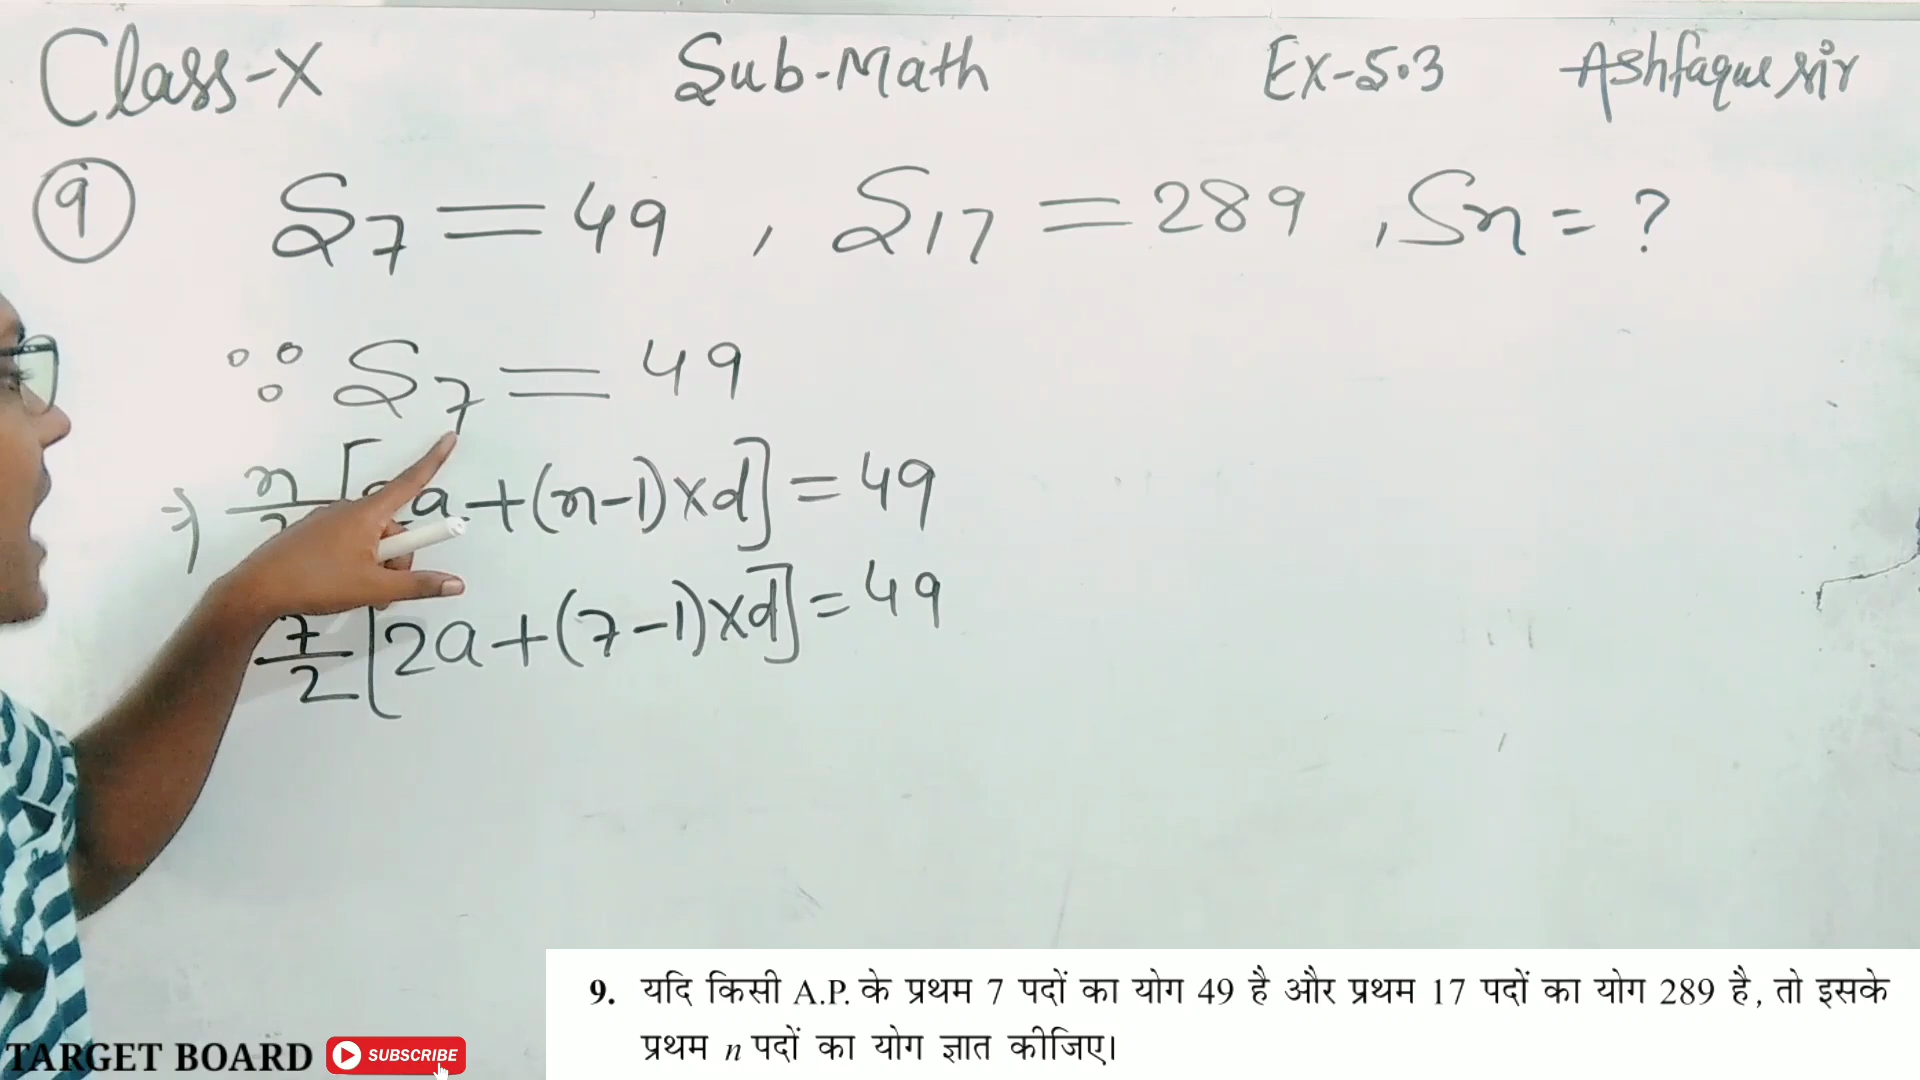 Class-X Sub-Math Ex-5.3 Ashfaque sir
9 S7 = 49 , S17 = 289 , Sn = ?
∵ S7 = 49
⇒ n/2 [2a + (n-1)×d] = 49
7/2 [2a + (7-1)×d] = 49
9. यदि किसी A.P. के प्रथम 7 पदों का योग 49 है और प्रथम 17 पदों का योग 289 है, तो इसके
प्रथम n पदों का योग ज्ञात कीजिए।
TARGET BOARD SUBSCRIBE